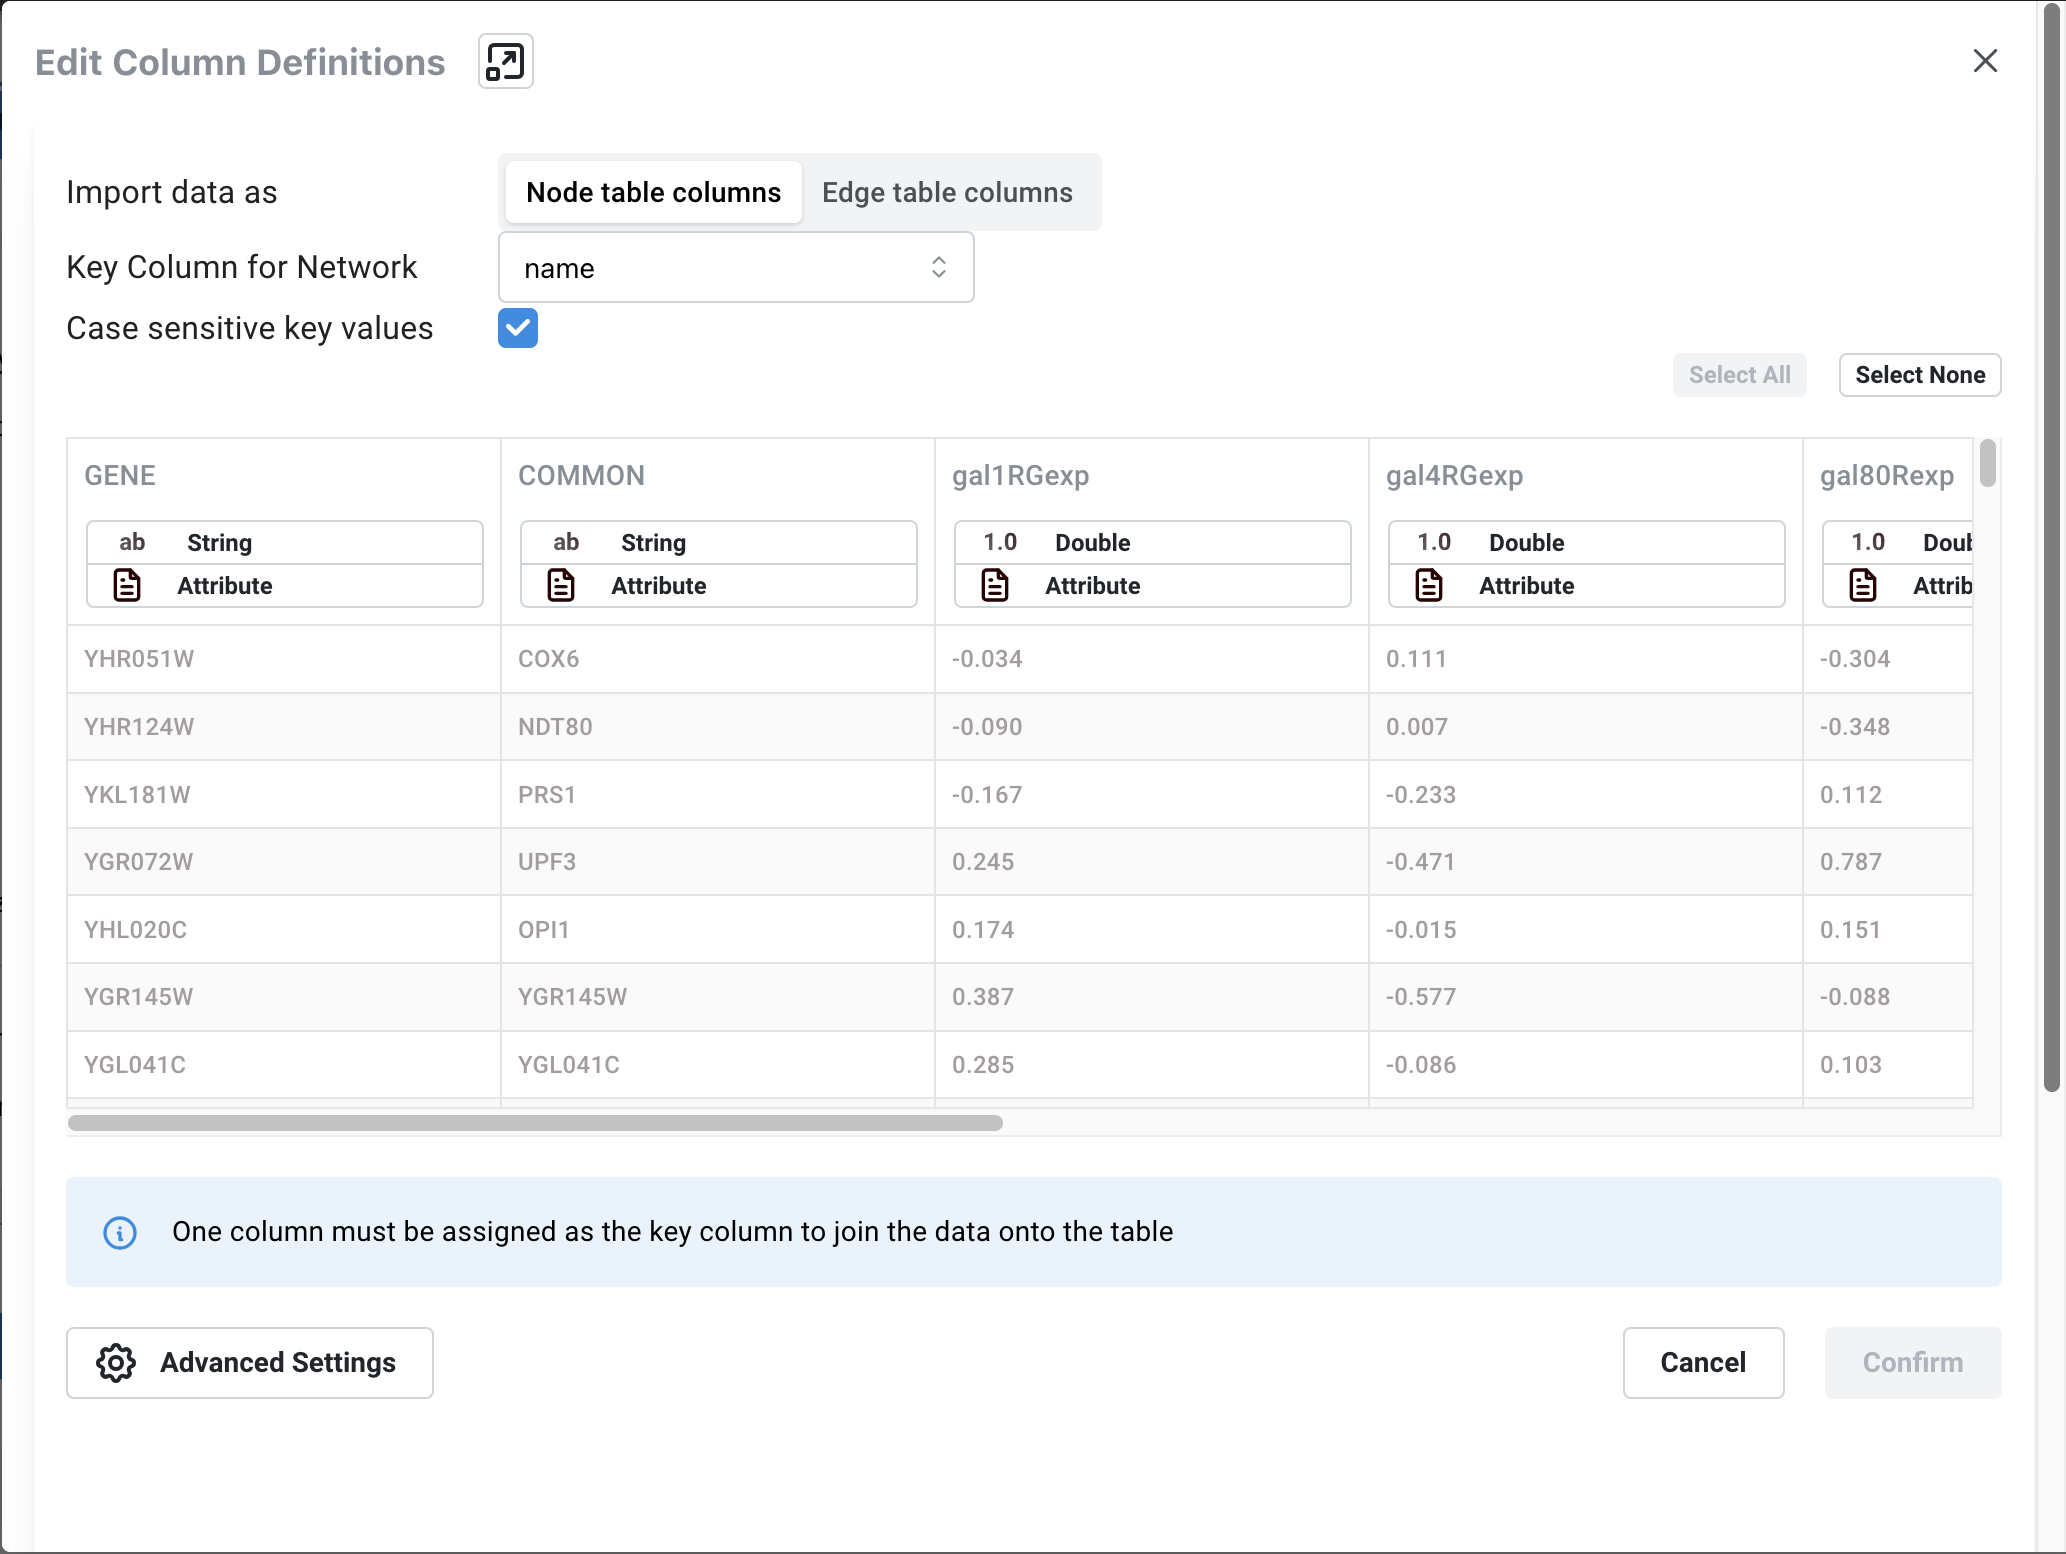 Edit Column Definitions
Import data as Node table columns Edge table columns
Key Column for Network name
Case sensitive key values
Select All Select None
GENE COMMON gal1RGexp gal4RGexp gal80Rexp
ab String ab String 1.0 Double 1.0 Double 1.0 Doub
Attribute Attribute Attribute Attribute Attrib
YHR051W COX6 -0.034 0.111 -0.304
YHR124W NDT80 -0.090 0.007 -0.348
YKL181W PRS1 -0.167 -0.233 0.112
YGR072W UPF3 0.245 -0.471 0.787
YHL020C OPI1 0.174 -0.015 0.151
YGR145W YGR145W 0.387 -0.577 -0.088
YGL041C YGL041C 0.285 -0.086 0.103
One column must be assigned as the key column to join the data onto the table
Advanced Settings Cancel Confirm